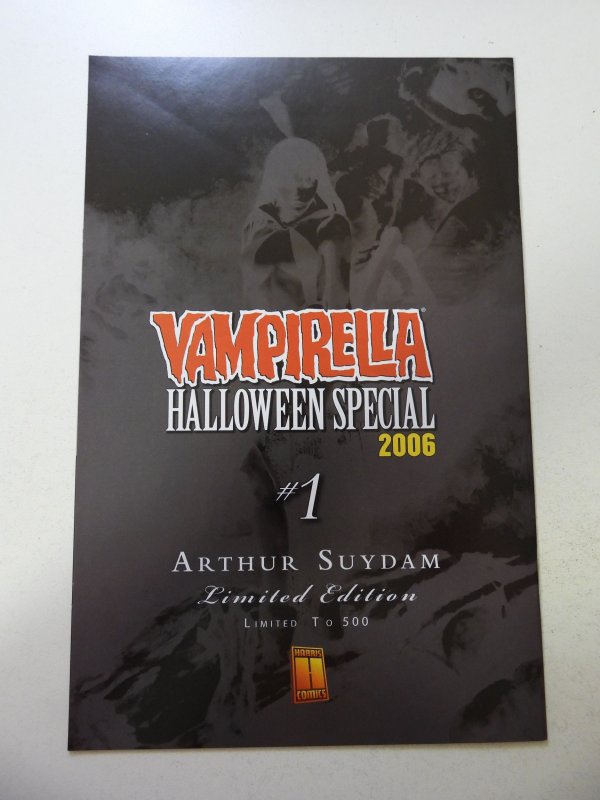 VAMPIRELLA®
HALLOWEEN SPECIAL
2006
#1
ARTHUR SUYDAM
Limited Edition
LIMITED TO 500
HARRIS
H
COMICS